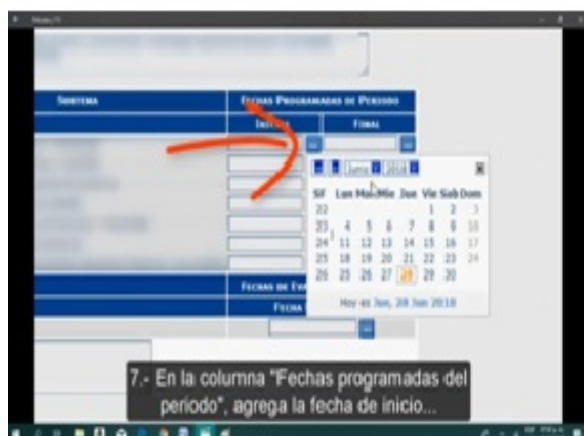 SUBTEMA
FECHAS PROGRAMADAS DE PERIODO
INICIAL FINAL
Junio 2018
Sif Lun Mar Mie Jue Vie Sab Dom
22 1 2 3
23 4 5 6 7 8 9 10
24 11 12 13 14 15 16 17
25 18 19 20 21 22 23 24
26 25 26 27 28 29 30
Hoy es Jue, 28 Jun 2018
FECHAS DE
FECHA
7.- En la columna "Fechas programadas del
periodo", agrega la fecha de inicio...